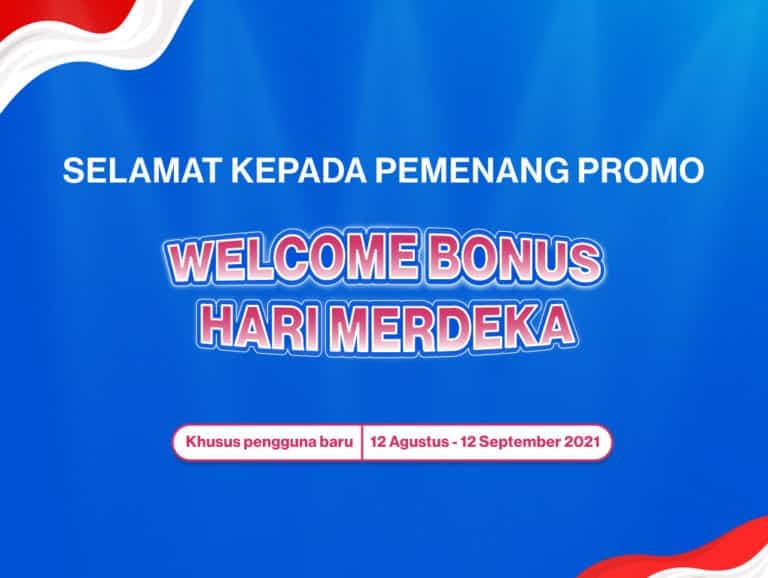 SELAMAT KEPADA PEMENANG PROMO
WELCOME BONUS
HARI MERDEKA
Khusus pengguna baru | 12 Agustus - 12 September 2021